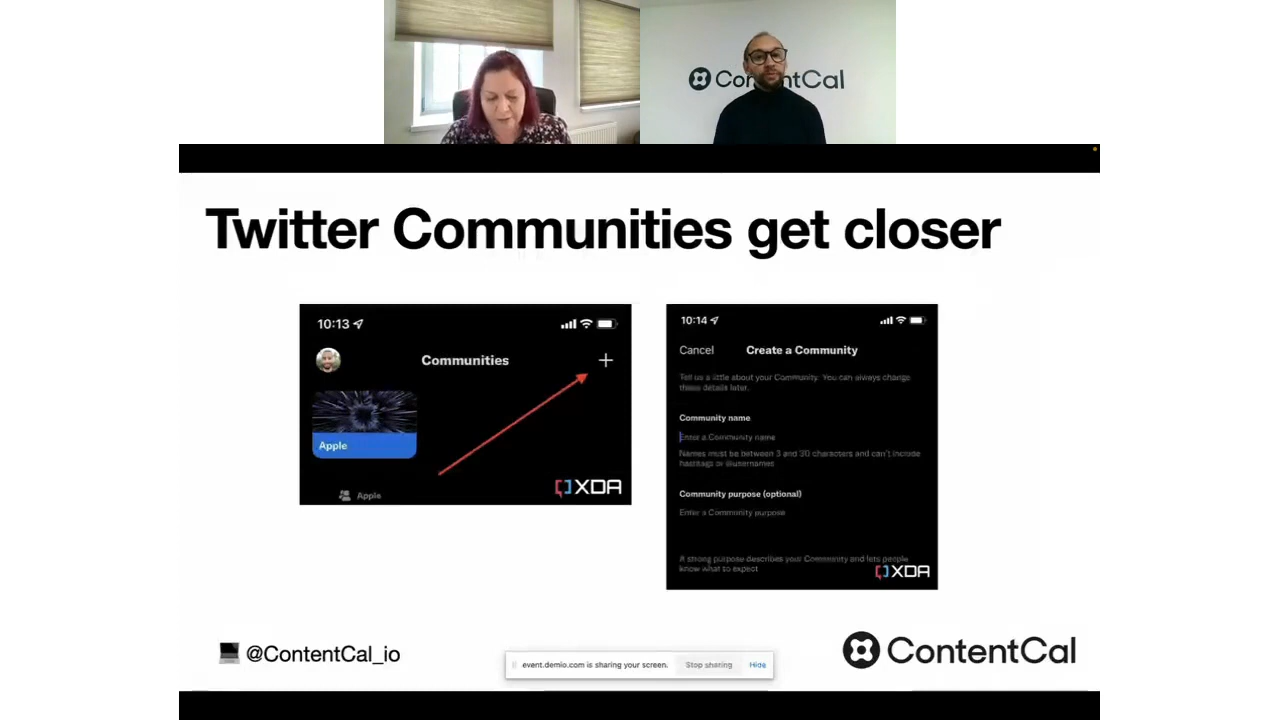 ContentCal
Twitter Communities get closer
10:13
Communities
Apple
Apple
XDA
10:14
Cancel
Create a Community
Tell us a little about your Community. You can always change
these details later.
Community name
Enter a Community name
Names must be between 3 and 30 characters and can't include
hashtags or @usernames
Community purpose (optional)
Enter a Community purpose
A strong purpose describes your Community and lets people
know what to expect
XDA
@ContentCal_io
event.demio.com is sharing your screen.
Stop sharing
Hide
ContentCal